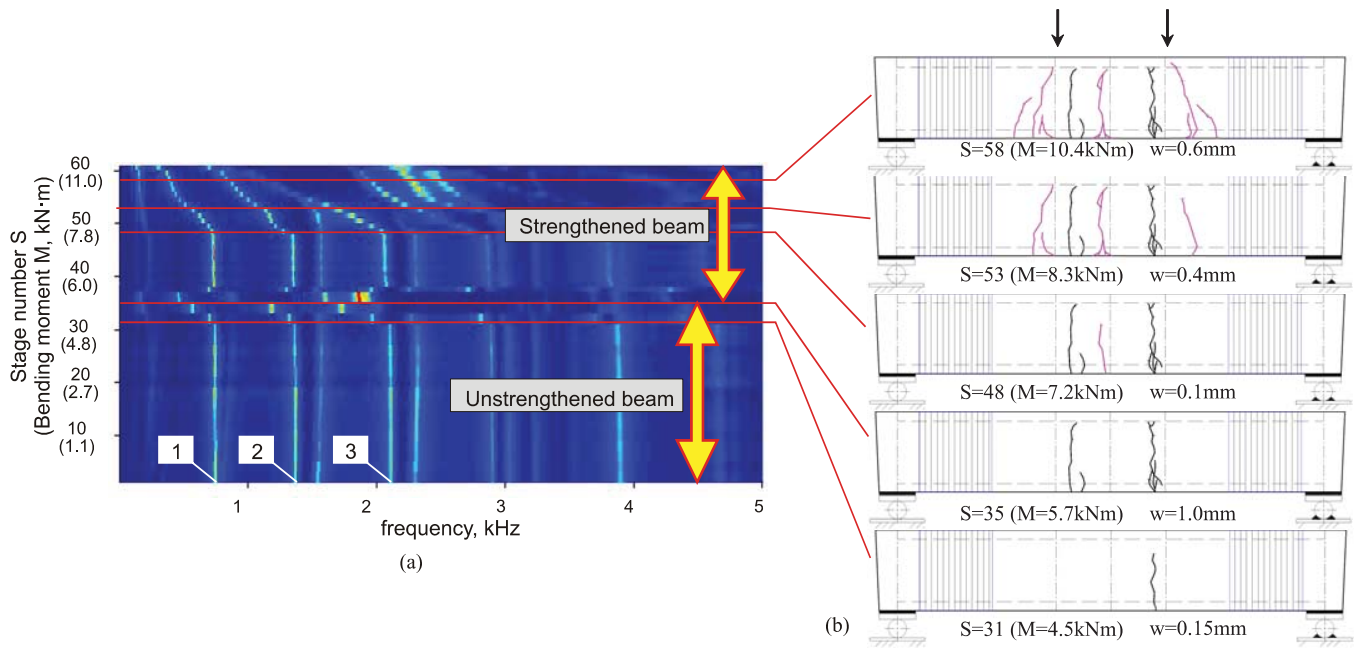 60
(11.0)
50
(7.8)
40
(6.0)
30
(4.8)
20
(2.7)
10
(1.1)
Stage number S
(Bending moment M, kN·m)
Strengthened beam
Unstrengthened beam
1
2
3
1
2
3
4
5
frequency, kHz
(a)
S=58 (M=10.4kNm) w=0.6mm
S=53 (M=8.3kNm) w=0.4mm
S=48 (M=7.2kNm) w=0.1mm
S=35 (M=5.7kNm) w=1.0mm
S=31 (M=4.5kNm) w=0.15mm
(b)